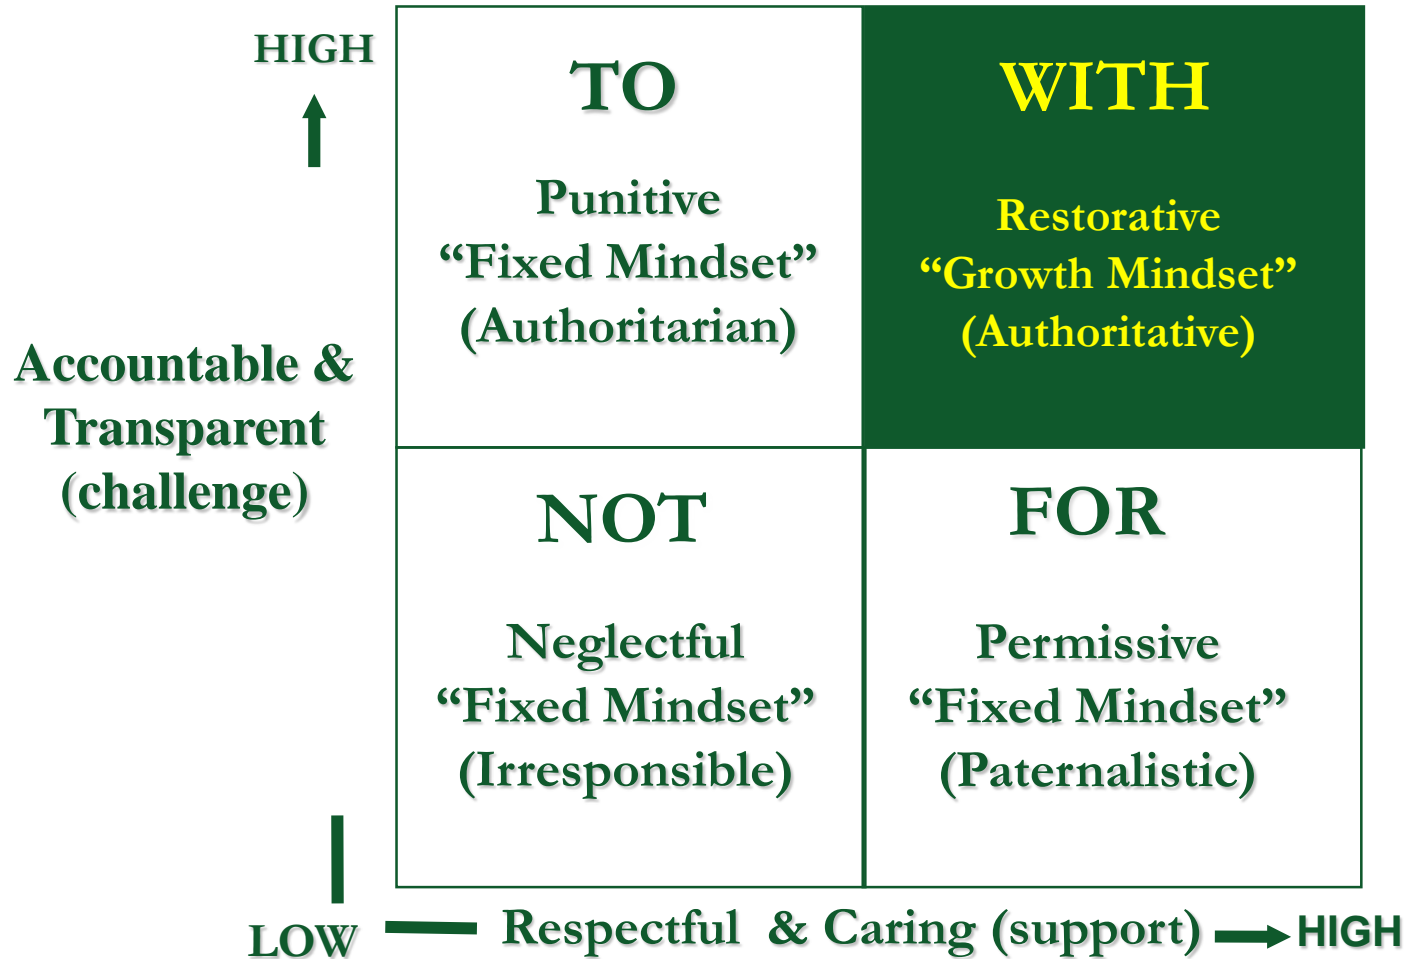 HIGH
TO
Punitive
“Fixed Mindset”
(Authoritarian)
WITH
Restorative
“Growth Mindset”
(Authoritative)
Accountable &
Transparent
(challenge)
NOT
Neglectful
“Fixed Mindset”
(Irresponsible)
FOR
Permissive
“Fixed Mindset”
(Paternalistic)
LOW
Respectful & Caring (support)
HIGH